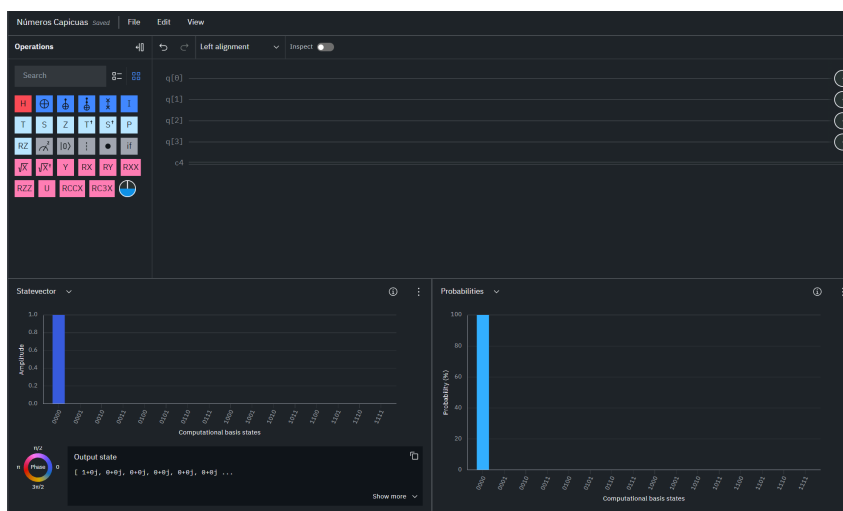 Números Capicuas Saved File Edit View
Operations
Left alignment Inspect
Search
H
T S Z T† S† P
RZ |0⟩ if
√X √X† Y RX RY RXX
RZZ U RCCX RC3X
q[0]
q[1]
q[2]
q[3]
c4
Statevector
1.0
0.8
0.6
0.4
0.2
0.0
Amplitude
0000 0001 0010 0011 0100 0101 0110 0111 1000 1001 1010 1011 1100 1101 1110 1111
Computational basis states
π/2
π Phase 0
3π/2
Output state
[ 1+0j, 0+0j, 0+0j, 0+0j, 0+0j, 0+0j ...
Show more
Probabilities
100
80
60
40
20
0
Probability (%)
0000 0001 0010 0011 0100 0101 0110 0111 1000 1001 1010 1011 1100 1101 1110 1111
Computational basis states